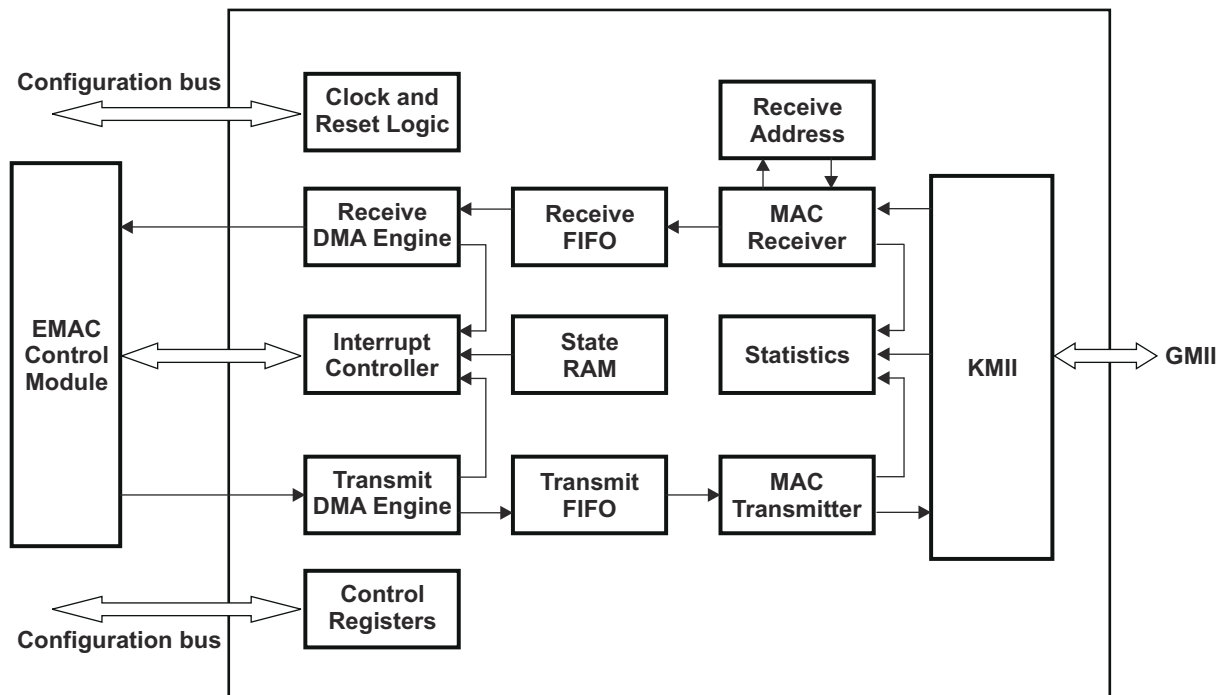 Configuration bus
Clock and
Reset Logic
Receive
Address
Receive
DMA Engine
Receive
FIFO
MAC
Receiver
EMAC
Control
Module
Interrupt
Controller
State
RAM
Statistics
KMII
GMII
Transmit
DMA Engine
Transmit
FIFO
MAC
Transmitter
Control
Registers
Configuration bus